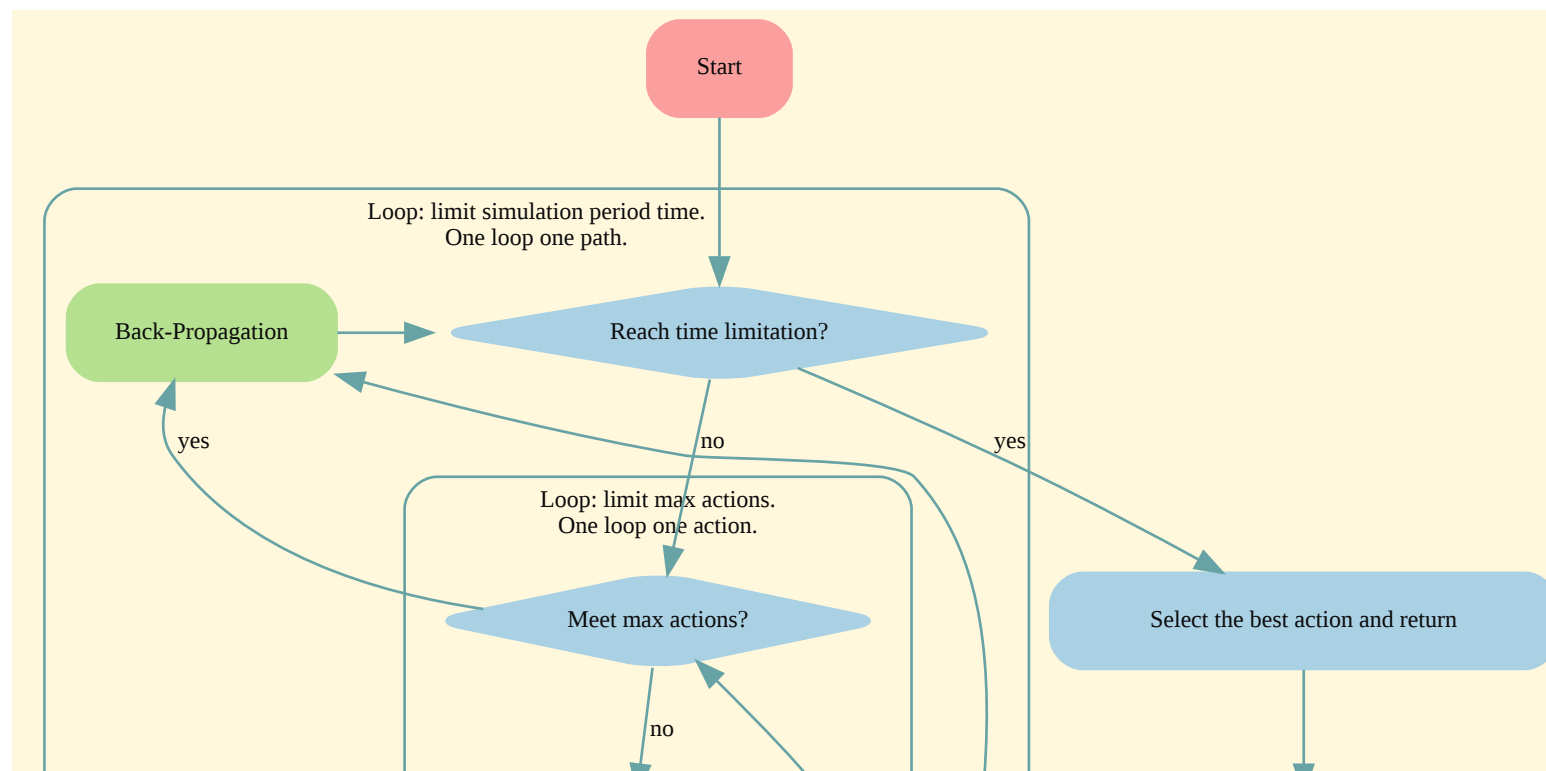 Start
Loop: limit simulation period time.
One loop one path.
Back-Propagation
Reach time limitation?
yes
no
yes
Loop: limit max actions.
One loop one action.
Meet max actions?
Select the best action and return
no